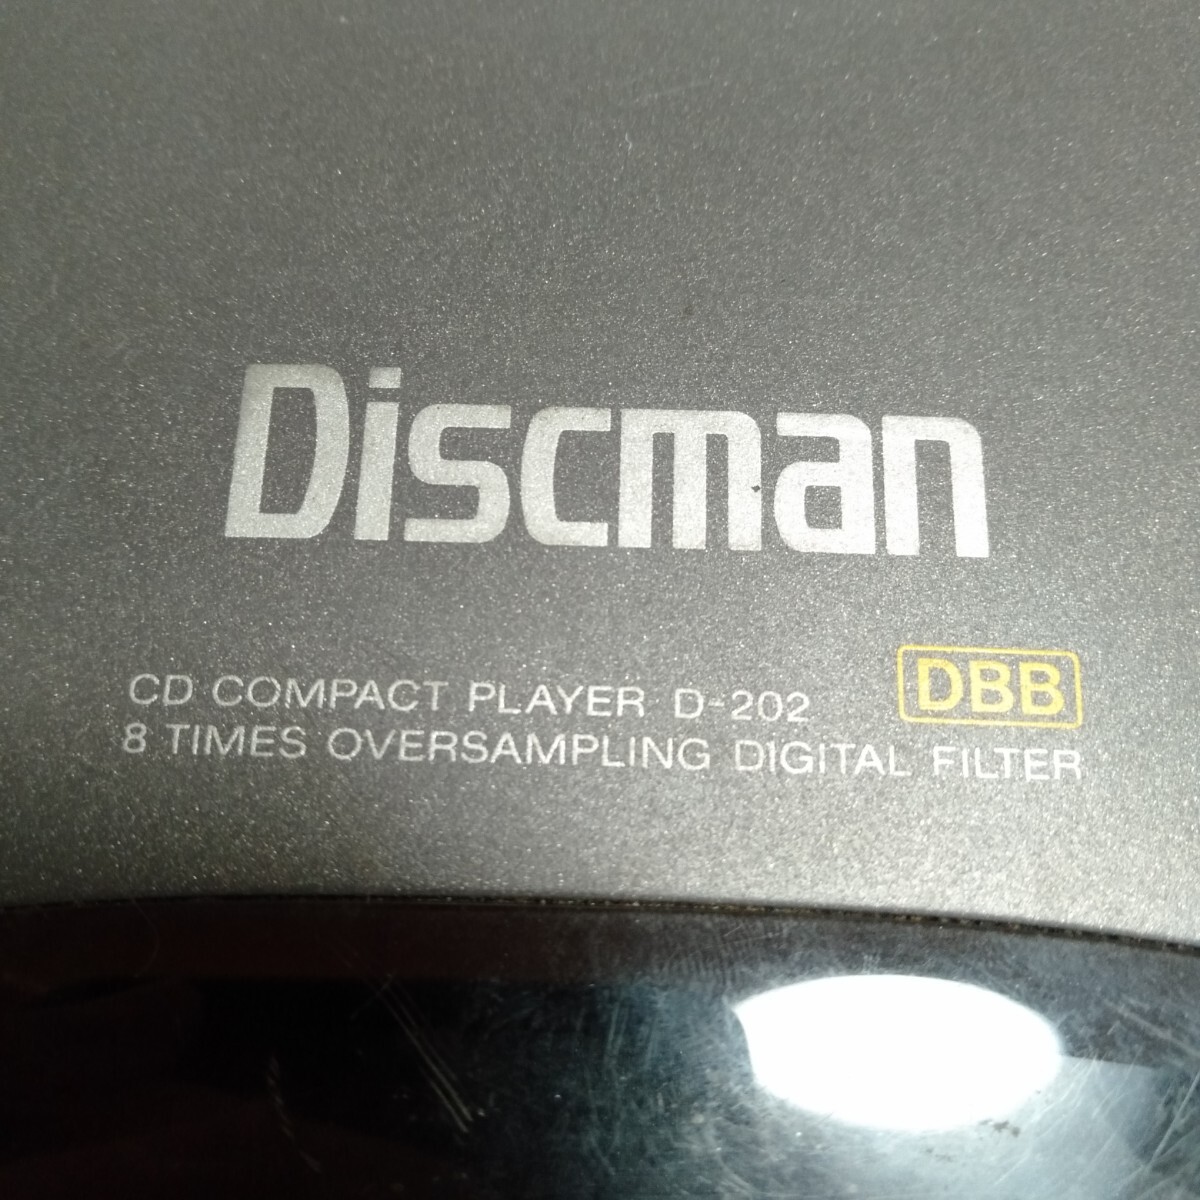 Discman
CD COMPACT PLAYER D-202
DBB
8 TIMES OVERSAMPLING DIGITAL FILTER